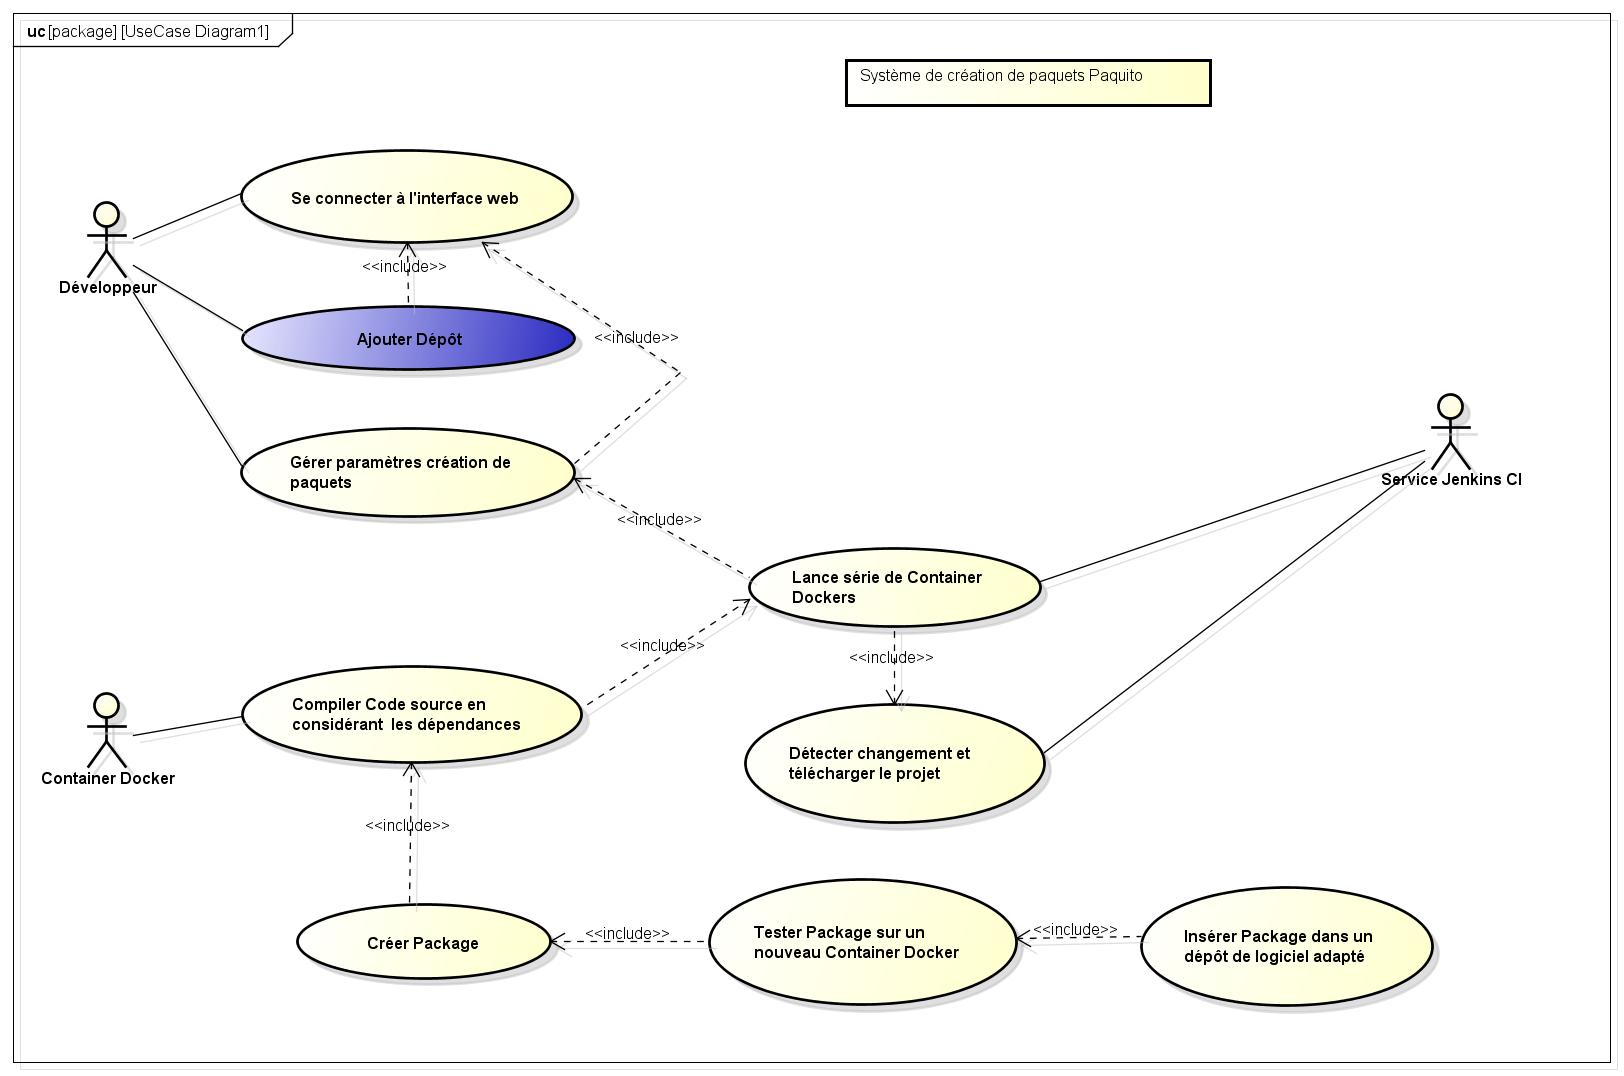 uc [package] [UseCase Diagram1]
Système de création de paquets Paquito
Se connecter à l'interface web
<<include>>
Développeur
Ajouter Dépôt
<<include>>
Gérer paramètres création de
paquets
Service Jenkins CI
<<include>>
Lance série de Container
Dockers
<<include>>
<<include>>
Compiler Code source en
considérant les dépendances
Container Docker
Détecter changement et
télécharger le projet
<<include>>
Créer Package
<<include>>
Tester Package sur un
nouveau Container Docker
<<include>>
Insérer Package dans un
dépôt de logiciel adapté